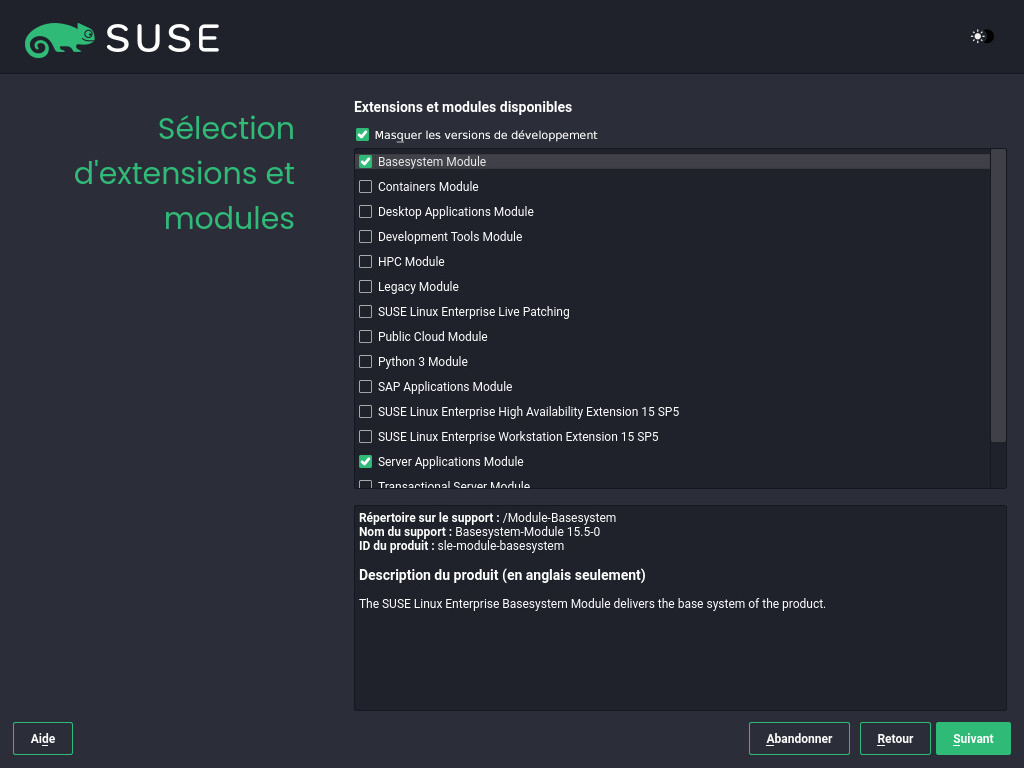 SUSE
Sélection
d'extensions et
modules
Extensions et modules disponibles
Masquer les versions de développement
Basesystem Module
Containers Module
Desktop Applications Module
Development Tools Module
HPC Module
Legacy Module
SUSE Linux Enterprise Live Patching
Public Cloud Module
Python 3 Module
SAP Applications Module
SUSE Linux Enterprise High Availability Extension 15 SP5
SUSE Linux Enterprise Workstation Extension 15 SP5
Server Applications Module
Transactional Server Module
Répertoire sur le support : /Module-Basesystem
Nom du support : Basesystem-Module 15.5-0
ID du produit : sle-module-basesystem
Description du produit (en anglais seulement)
The SUSE Linux Enterprise Basesystem Module delivers the base system of the product.
Aide
Abandonner
Retour
Suivant